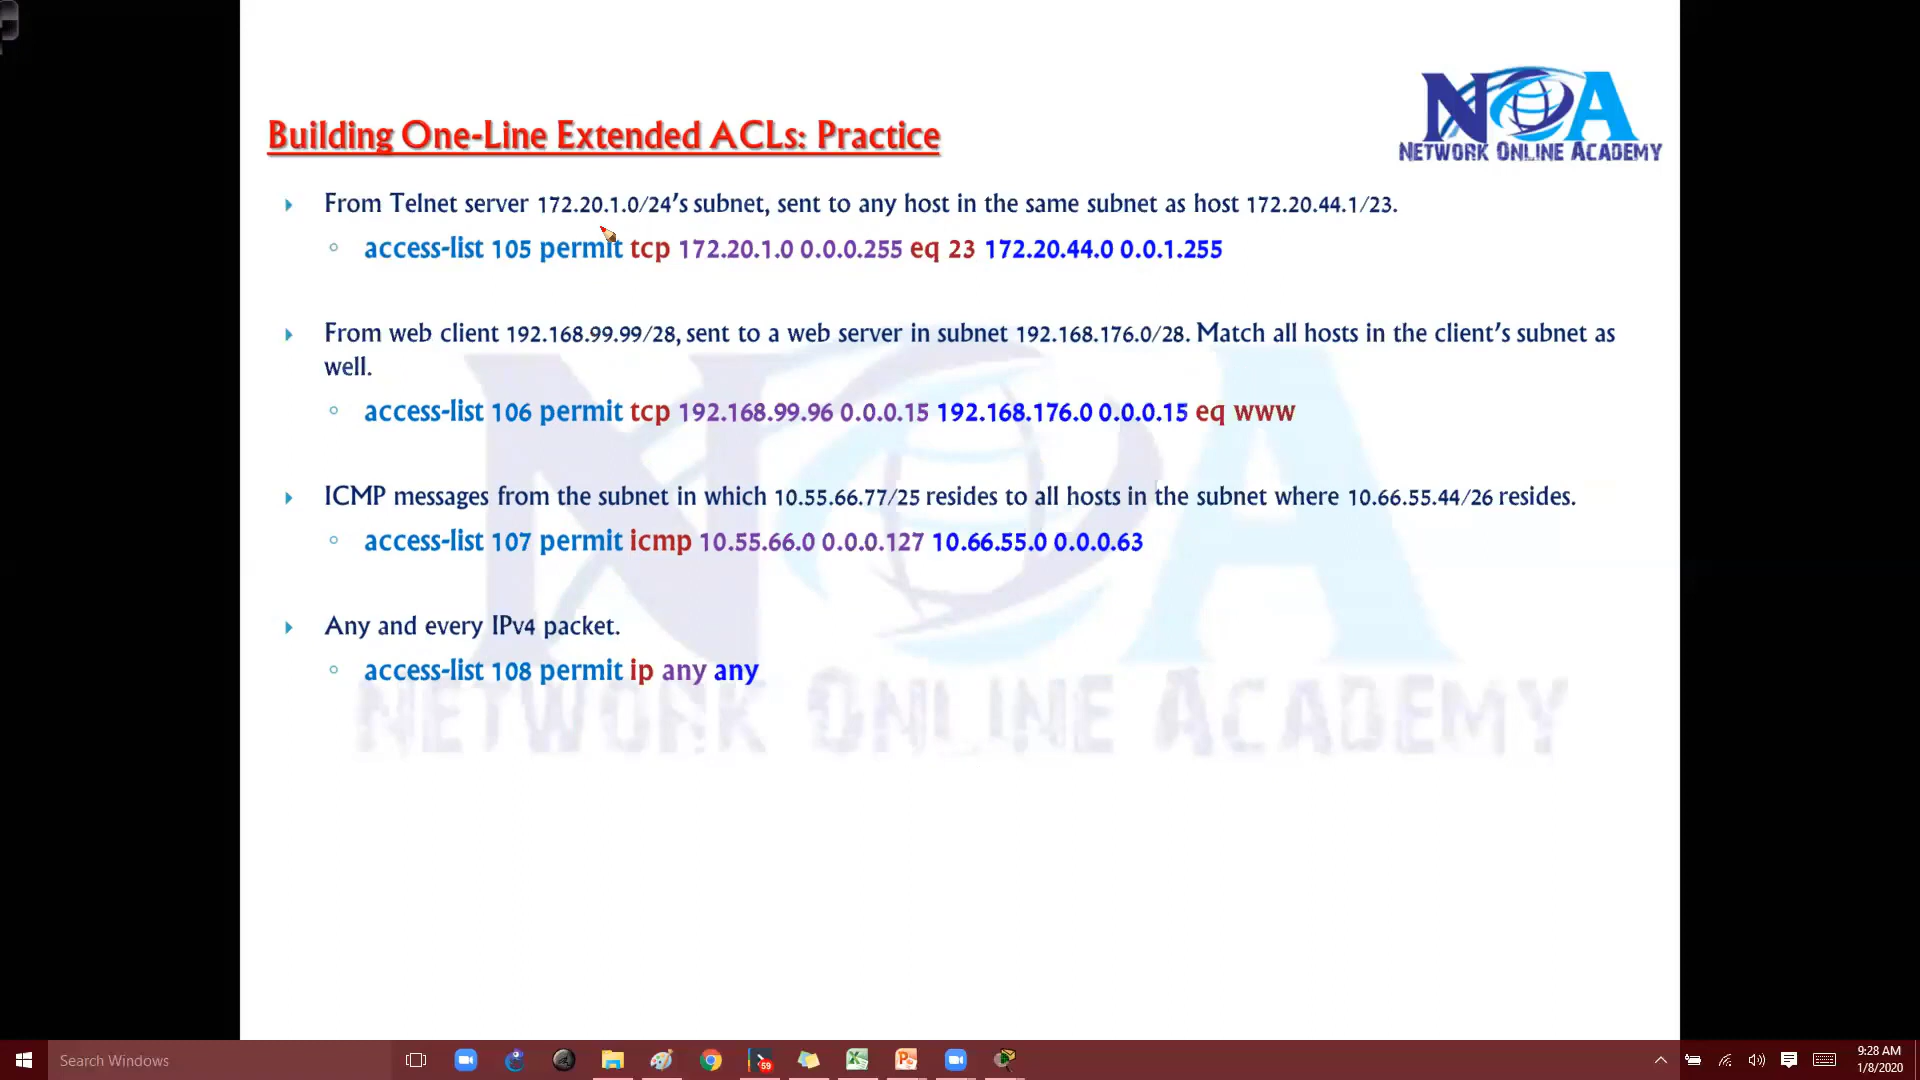 NOA
NETWORK ONLINE ACADEMY
Building One-Line Extended ACLs: Practice
From Telnet server 172.20.1.0/24's subnet, sent to any host in the same subnet as host 172.20.44.1/23.
access-list 105 permit tcp 172.20.1.0 0.0.0.255 eq 23 172.20.44.0 0.0.1.255
From web client 192.168.99.99/28, sent to a web server in subnet 192.168.176.0/28. Match all hosts in the client's subnet as
well.
access-list 106 permit tcp 192.168.99.96 0.0.0.15 192.168.176.0 0.0.0.15 eq www
ICMP messages from the subnet in which 10.55.66.77/25 resides to all hosts in the subnet where 10.66.55.44/26 resides.
access-list 107 permit icmp 10.55.66.0 0.0.0.127 10.66.55.0 0.0.0.63
Any and every IPv4 packet.
access-list 108 permit ip any any
NOA
NETWORK ONLINE ACADEMY
Search Windows
59
9:28 AM
1/8/2020